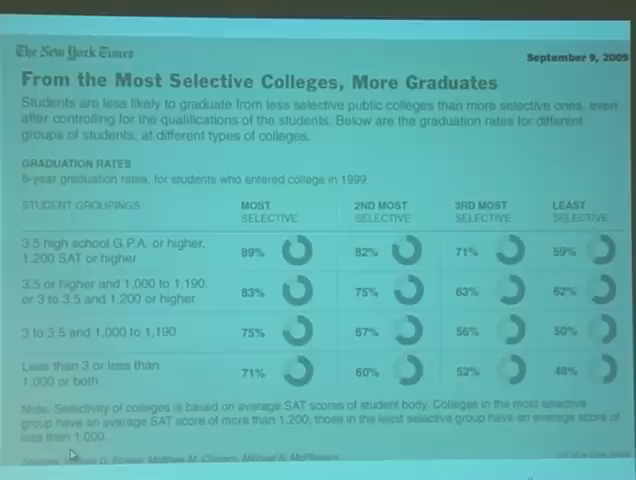 The New York Times
September 9, 2009
From the Most Selective Colleges, More Graduates
Students are less likely to graduate from less selective public colleges than more selective ones, even
after controlling for the qualifications of the students. Below are the graduation rates for different
groups of students, at different types of colleges.
GRADUATION RATES
6-year graduation rates, for students who entered college in 1999
STUDENT GROUPINGS MOST SELECTIVE 2ND MOST SELECTIVE 3RD MOST SELECTIVE LEAST SELECTIVE
3.5 high school G.P.A. or higher,
1,200 SAT or higher 89% 82% 71% 59%
3.5 or higher and 1,000 to 1,190,
or 3 to 3.5 and 1,200 or higher 83% 75% 63% 62%
3 to 3.5 and 1,000 to 1,190 75% 67% 56% 50%
Less than 3 or less than
1,000 or both 71% 60% 52% 48%
Note: Selectivity of colleges is based on average SAT scores of student body. Colleges in the most selective
group have an average SAT score of more than 1,200; those in the least selective group have an average score of
less than 1,000.
Matthew M. Michael S.